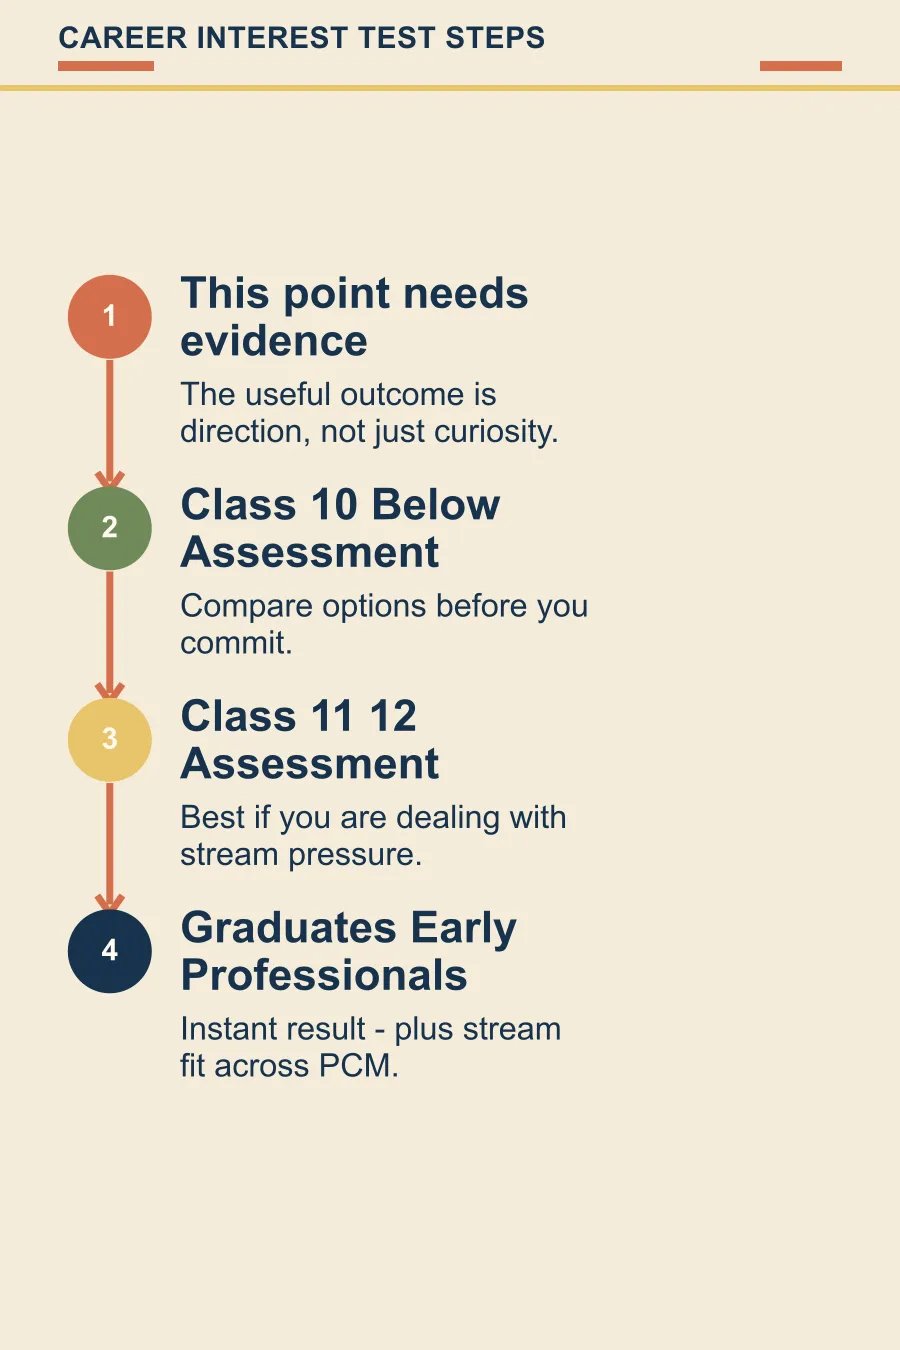 CAREER INTEREST TEST STEPS
1
This point needs
evidence
The useful outcome is
direction, not just curiosity.
2
Class 10 Below
Assessment
Compare options before you
commit.
3
Class 11 12
Assessment
Best if you are dealing with
stream pressure.
4
Graduates Early
Professionals
Instant result - plus stream
fit across PCM.